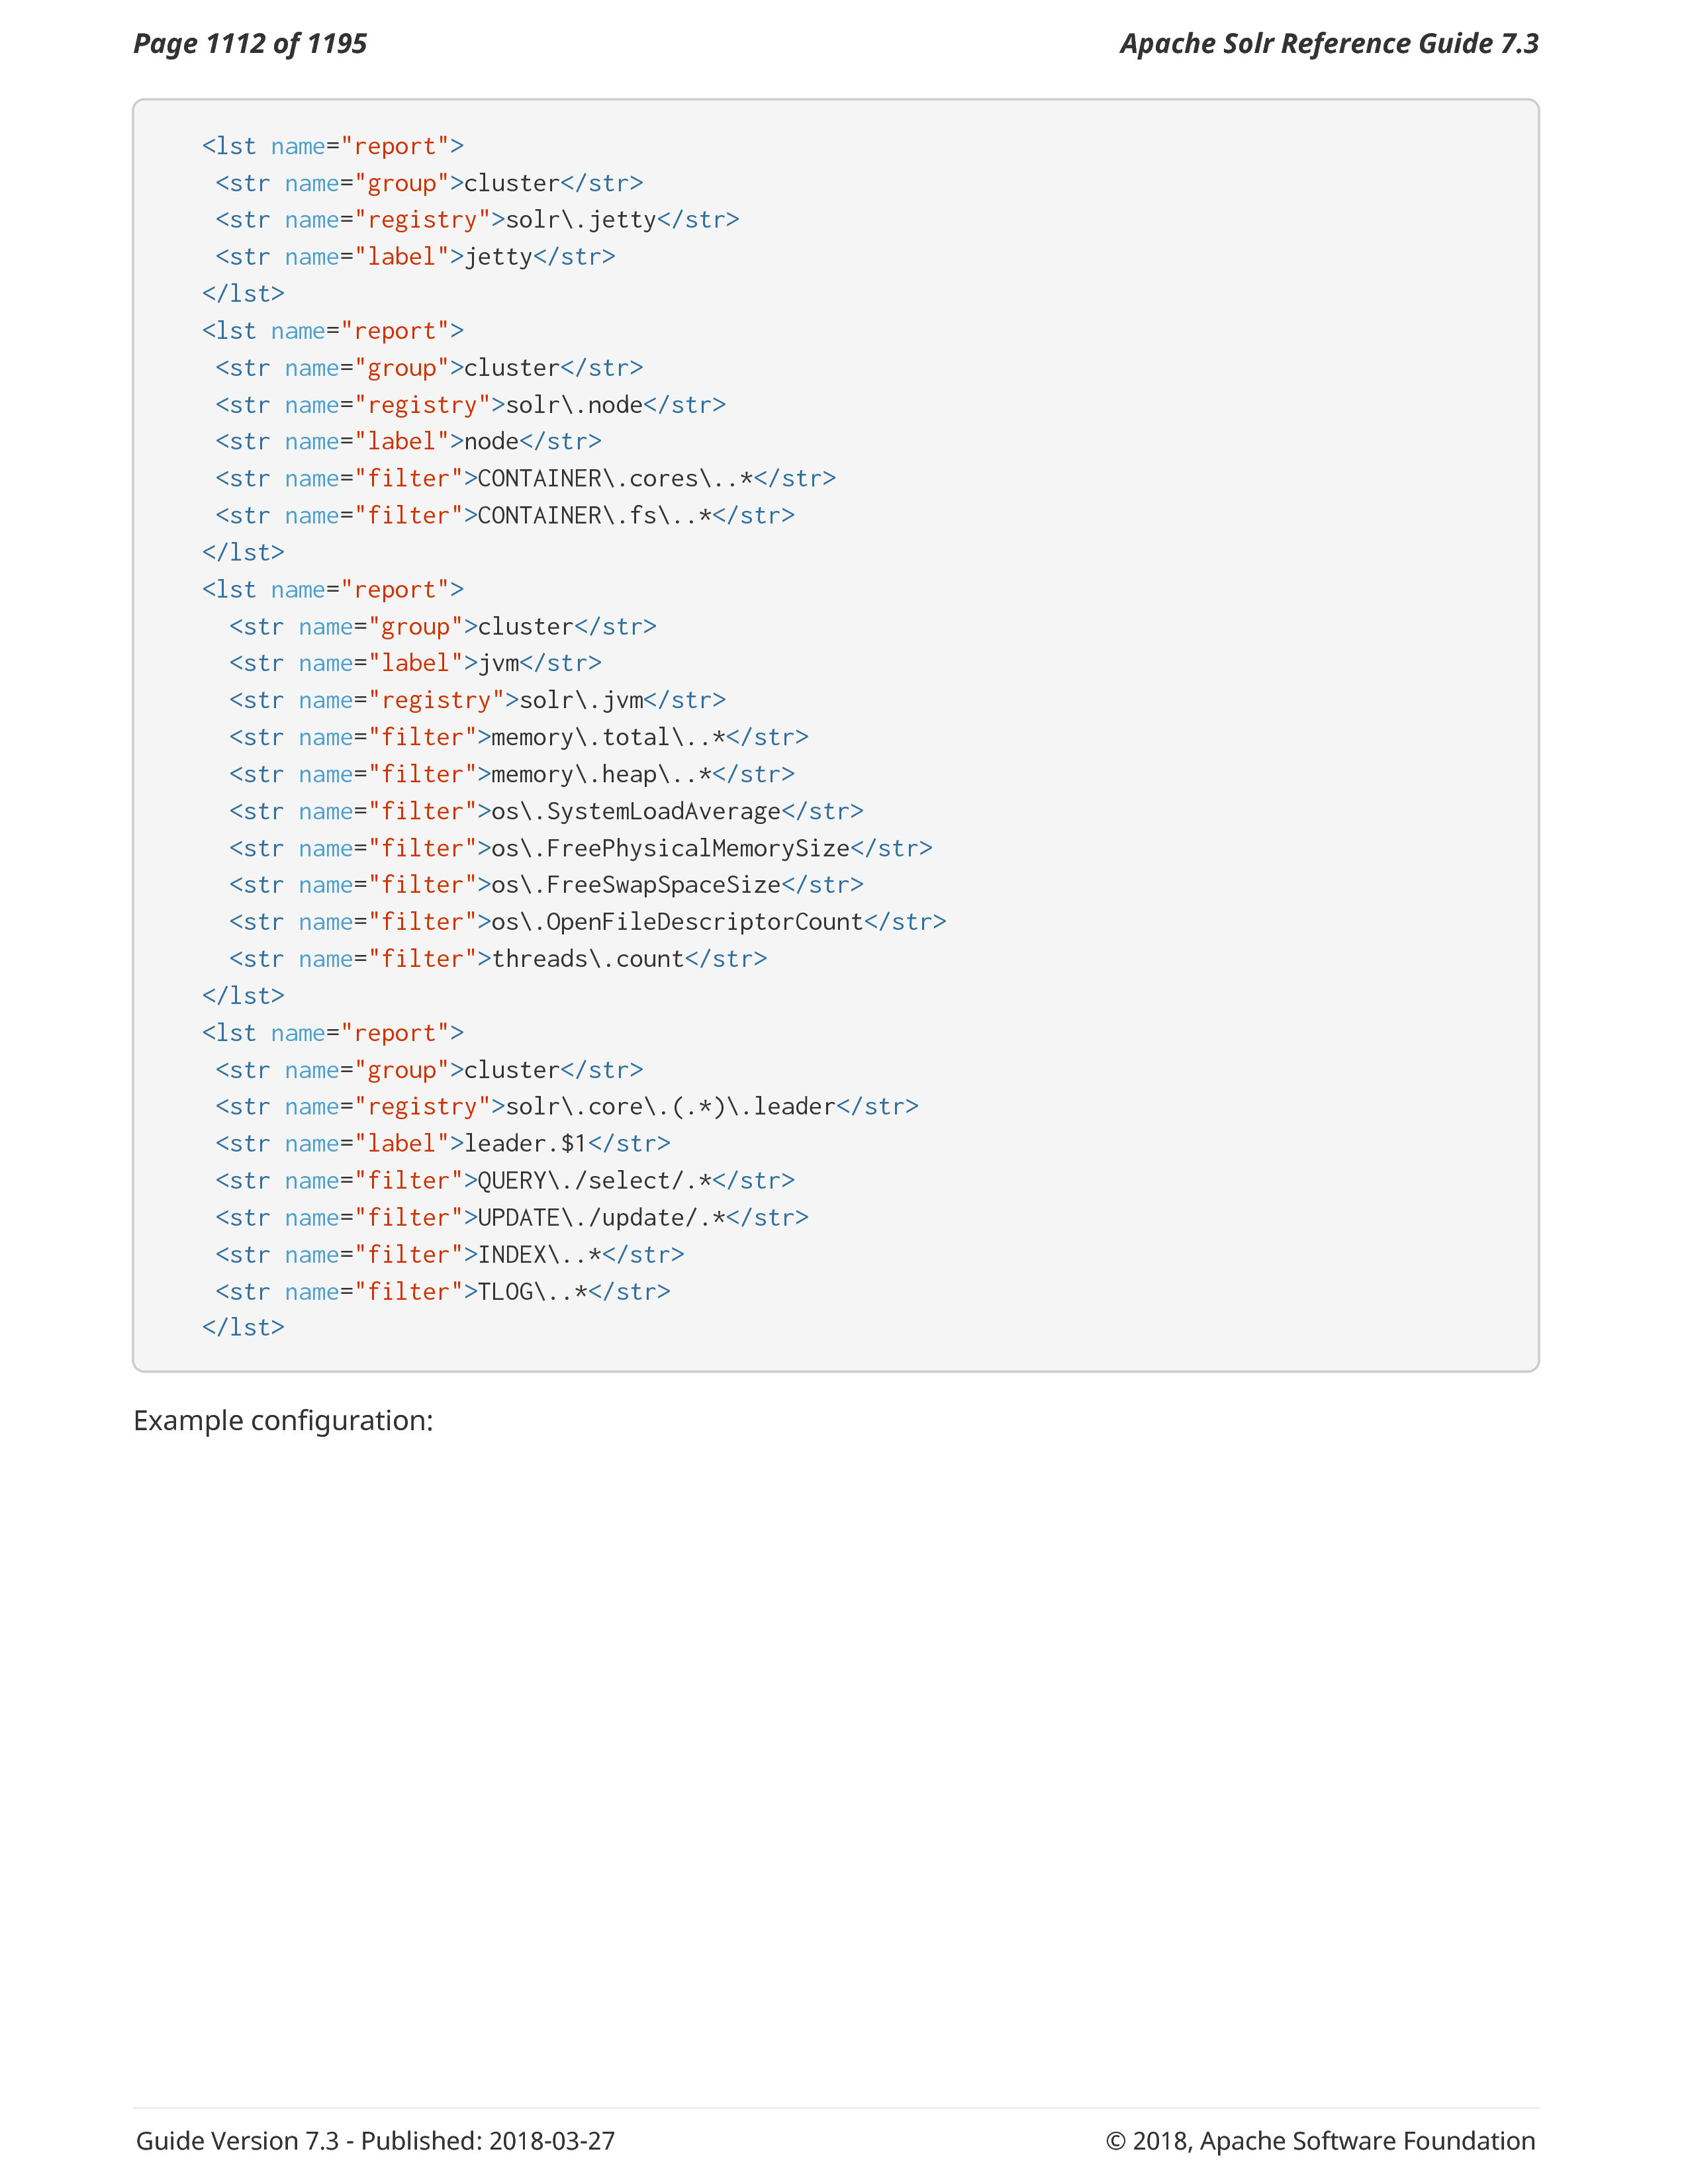 Page 1112 of 1195
Apache Solr Reference Guide 7.3
<lst name="report">
 <str name="group">cluster</str>
 <str name="registry">solr\.jetty</str>
 <str name="label">jetty</str>
</lst>
<lst name="report">
 <str name="group">cluster</str>
 <str name="registry">solr\.node</str>
 <str name="label">node</str>
 <str name="filter">CONTAINER\.cores\..*</str>
 <str name="filter">CONTAINER\.fs\..*</str>
</lst>
<lst name="report">
  <str name="group">cluster</str>
  <str name="label">jvm</str>
  <str name="registry">solr\.jvm</str>
  <str name="filter">memory\.total\..*</str>
  <str name="filter">memory\.heap\..*</str>
  <str name="filter">os\.SystemLoadAverage</str>
  <str name="filter">os\.FreePhysicalMemorySize</str>
  <str name="filter">os\.FreeSwapSpaceSize</str>
  <str name="filter">os\.OpenFileDescriptorCount</str>
  <str name="filter">threads\.count</str>
</lst>
<lst name="report">
 <str name="group">cluster</str>
 <str name="registry">solr\.core\.(.*)\.leader</str>
 <str name="label">leader.$1</str>
 <str name="filter">QUERY\./select/.*</str>
 <str name="filter">UPDATE\./update/.*</str>
 <str name="filter">INDEX\..*</str>
 <str name="filter">TLOG\..*</str>
</lst>
Example configuration:
Guide Version 7.3 - Published: 2018-03-27
© 2018, Apache Software Foundation